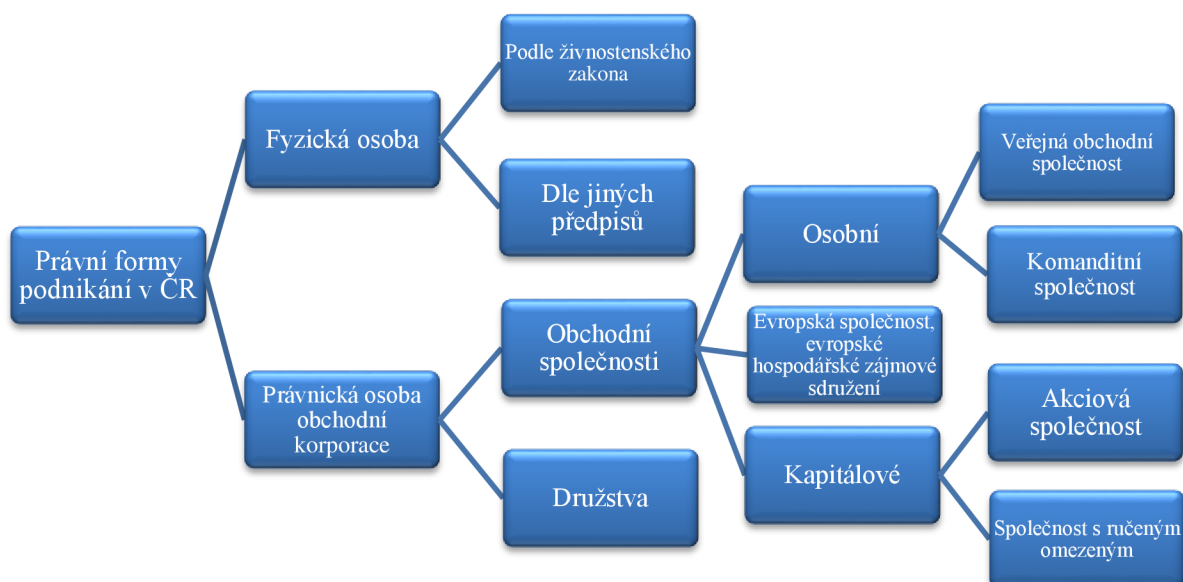 Právní formy
podnikání v ČR
Fyzická osoba
Podle živnostenského
zakona
Dle jiných
předpisů
Právnická osoba
obchodní
korporace
Obchodní
společnosti
Osobní
Veřejná obchodní
společnost
Komanditní
společnost
Evropská společnost,
evropské
hospodářské zájmové
sdružení
Kapitálové
Akciová
společnost
Společnost s ručeným
omezeným
Družstva